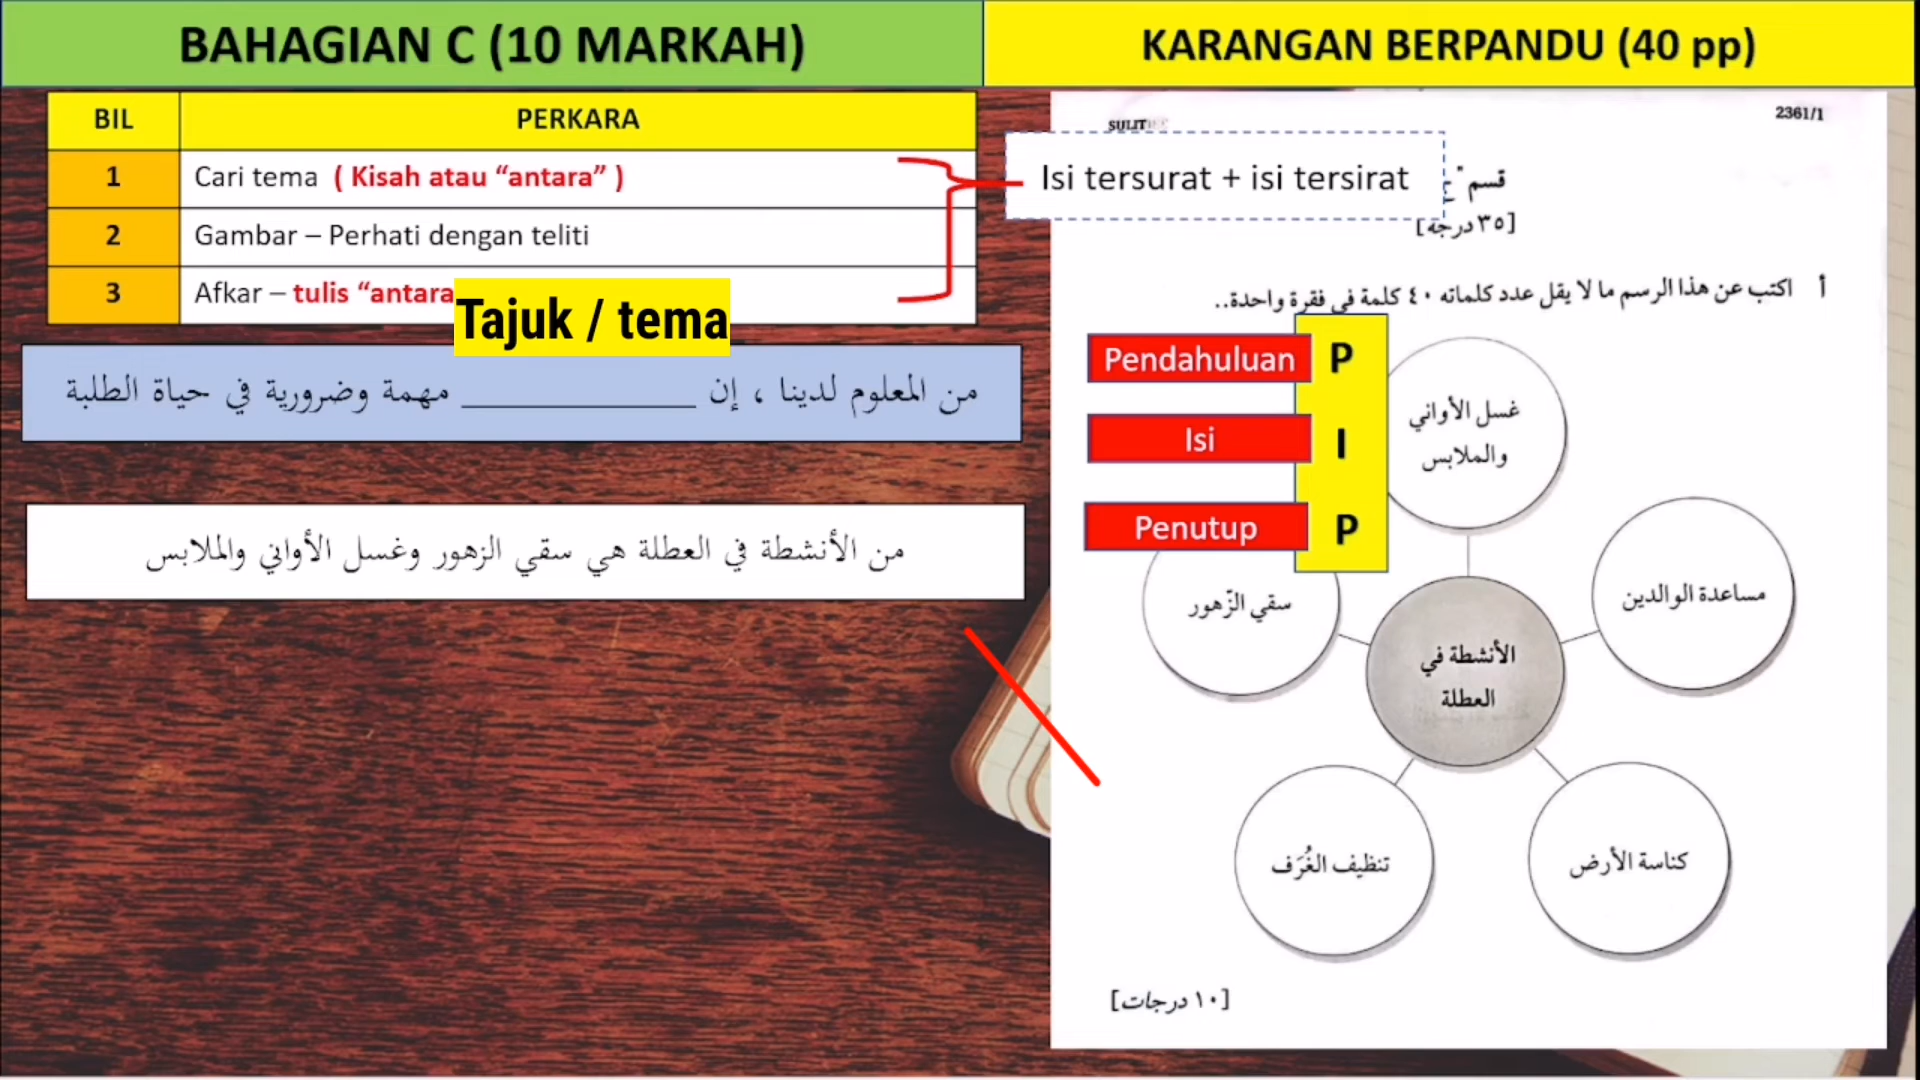 BAHAGIAN C (10 MARKAH)
KARANGAN BERPANDU (40 pp)
BIL
PERKARA
1
Cari tema ( Kisah atau “antara” )
2
Gambar – Perhati dengan teliti
3
Afkar – tulis “antara
Tajuk / tema
من المعلوم لدينا ، إن ______________ مهمة وضرورية في حياة الطلبة
من الأنشطة في العطلة هي سقي الزهور وغسل الأواني والملابس
SULIT
2361/1
Isi tersurat + isi tersirat
قسم
[٣٥ درجة]
أ اكتب عن هذا الرسم ما لا يقل عدد كلماته ٤٠ كلمة في فقرة واحدة..
Pendahuluan P
Isi I
Penutup P
غسل الأواني
والملابس
سقي الزّهور
مساعدة الوالدين
الأنشطة في
العطلة
تنظيف الغُرَف
كناسة الأرض
[١٠ درجات]